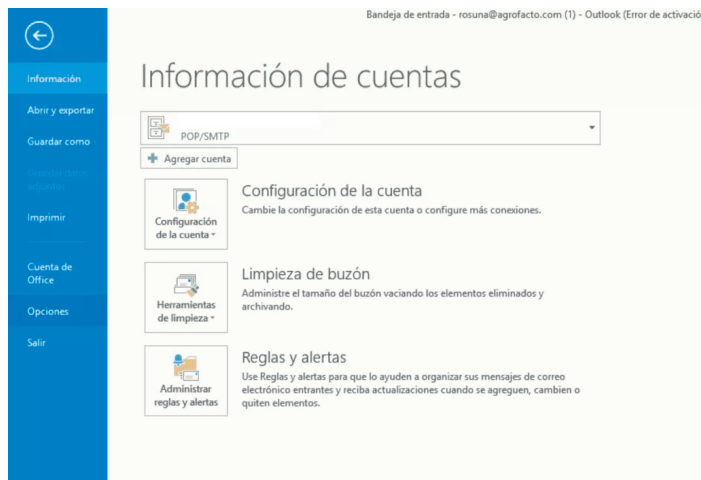 Bandeja de entrada - rosuna@agrofacto.com (1) - Outlook (Error de activació
Información
Abrir y exportar
Guardar como
Guardar datos
adjuntos
Imprimir
Cuenta de
Office
Opciones
Salir
Información de cuentas
POP/SMTP
Agregar cuenta
Configuración
de la cuenta
Configuración de la cuenta
Cambie la configuración de esta cuenta o configure más conexiones.
Herramientas
de limpieza
Limpieza de buzón
Administre el tamaño del buzón vaciando los elementos eliminados y
archivando.
Administrar
reglas y alertas
Reglas y alertas
Use Reglas y alertas para que lo ayuden a organizar sus mensajes de correo
electrónico entrantes y reciba actualizaciones cuando se agreguen, cambien o
quiten elementos.